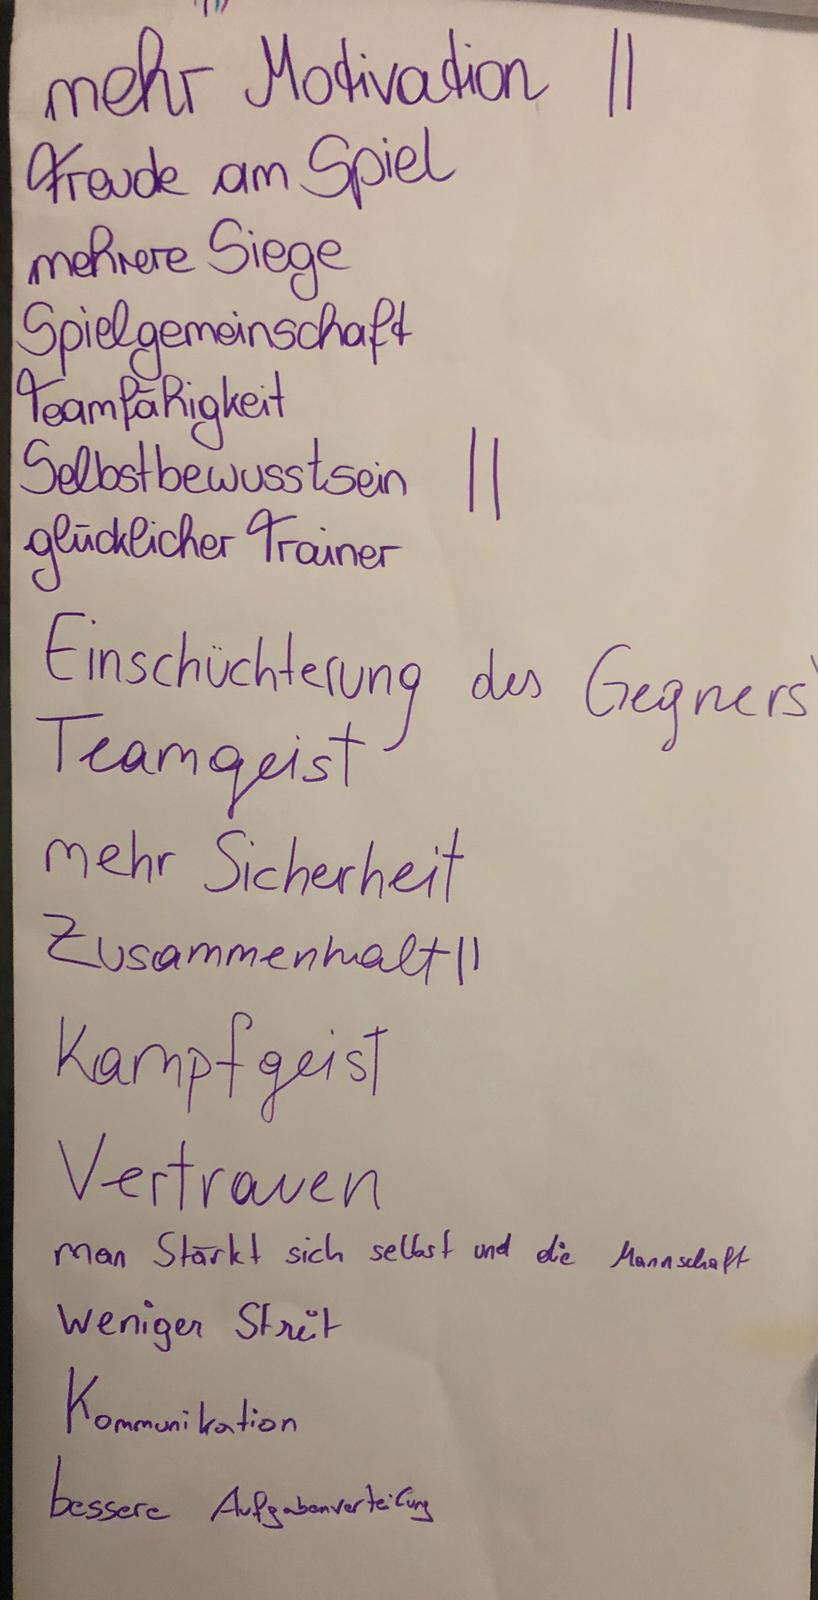 mehr Motivation ||
Freude am Spiel
mehrere Siege
Spielgemeinschaft
Teamfähigkeit
Selbstbewusstsein ||
glücklicher Trainer
Einschüchterung des Gegners
Teamgeist
mehr Sicherheit
Zusammenhalt ||
Kampfgeist
Vertrauen
man Stärkt sich selbst und die Mannschaft
weniger Streit
Kommunikation
bessere Aufgabenverteilung